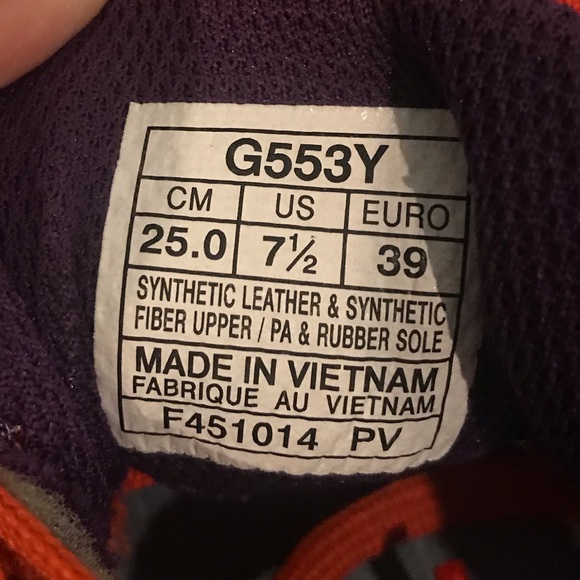 G553Y
CM US EURO
25.0 7½ 39
SYNTHETIC LEATHER & SYNTHETIC
FIBER UPPER / PA & RUBBER SOLE
MADE IN VIETNAM
FABRIQUE AU VIETNAM
F451014 PV